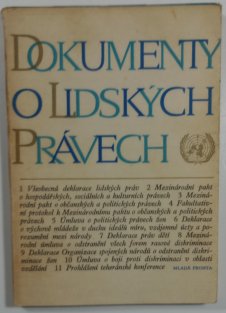 DOKUMENTY
O LIDSKÝCH
PRÁVECH
1 Všeobecná deklarace lidských práv 2 Mezinárodní pakt
o hospodářských, sociálních a kulturních právech 3 Mezi-
národní pakt o občanských a politických právech 4 Fakultativ-
ní protokol k Mezinárodnímu paktu o občanských a politických
právech 5 Úmluva o politických právech žen 6 Deklarace
o výchově mládeže v duchu ideálů míru, vzájemné úcty a po-
rozumění mezi národy 7 Deklarace práv dětí 8 Meziná-
rodní úmluva o odstranění všech forem rasové diskriminace
9 Deklarace Organizace spojených národů o odstranění diskri-
minace žen 10 Úmluva o boji proti diskriminaci v oblasti
vzdělání 11 Prohlášení teheránské konference MLADÁ FRONTA